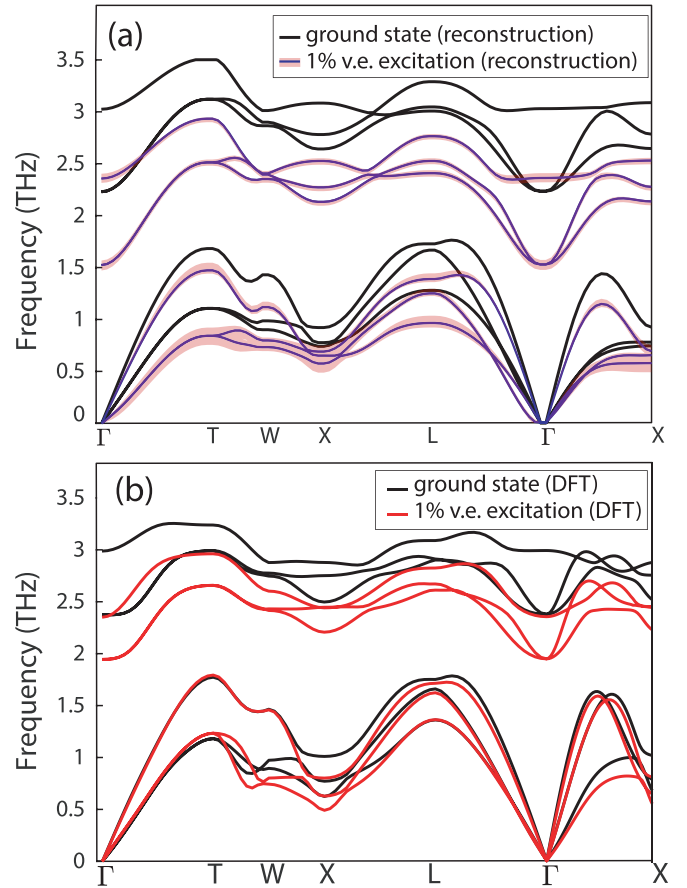 (a)
ground state (reconstruction)
1% v.e. excitation (reconstruction)
3.5
3
2.5
2
1.5
1
0.5
0
Frequency (THz)
Γ T W X L Γ X
(b)
ground state (DFT)
1% v.e. excitation (DFT)
3.5
3
2.5
2
1.5
1
0.5
0
Frequency (THz)
Γ T W X L Γ X